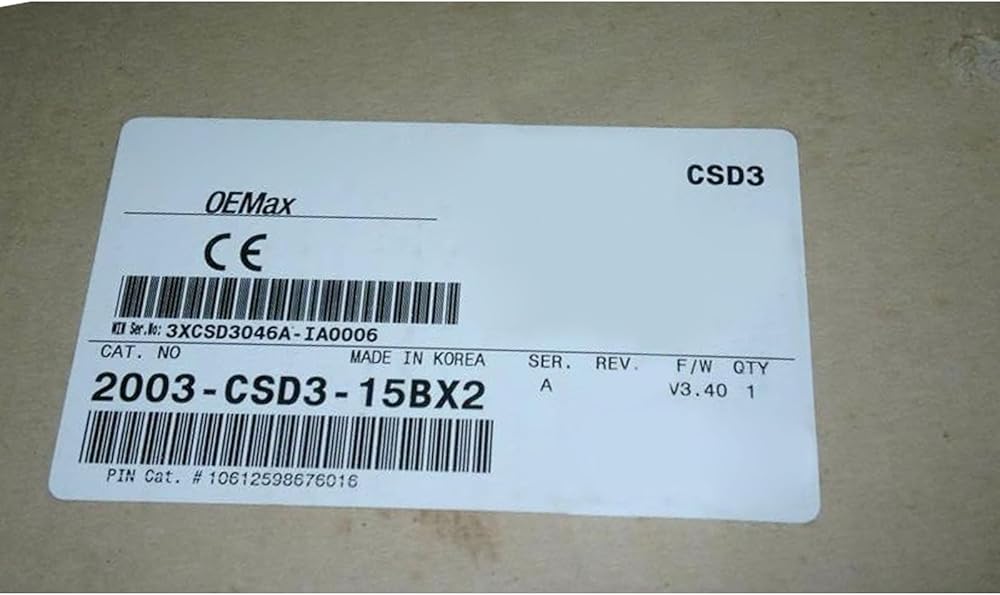 CSD3
OEMax
CE
MIN Ser.No: 3XCSD3046A-IA0006
CAT. NO MADE IN KOREA SER. REV. F/W QTY
2003-CSD3-15BX2 A V3.40 1
PIN Cat. # 10612598676016